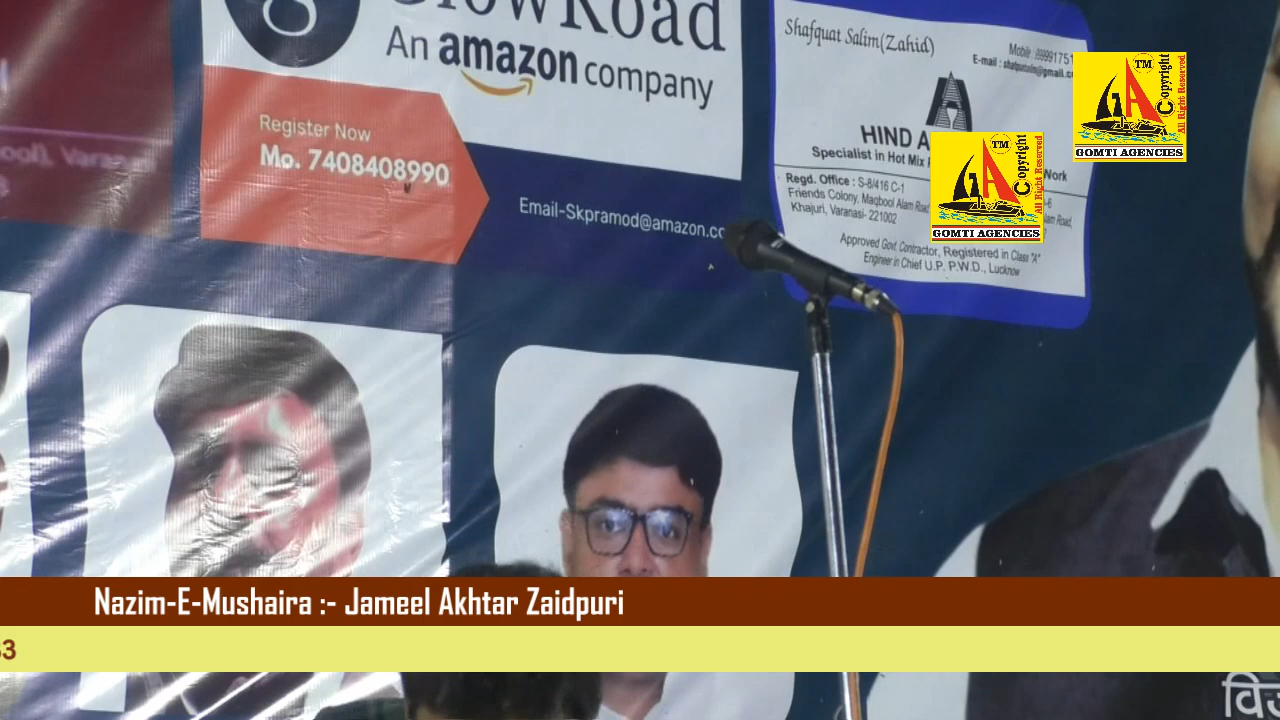 An amazon company
Register Now
Mo. 7408408990
Email-Skpramod@amazon.co
Shafquat Salim(Zahid)
Mobile :
E-mail :
HIND A
Specialist in Hot Mix
Work
Regd. Office : S-8/416 C-1
Friends Colony, Maqbool Alam Road
Khajuri, Varanasi- 221002
Approved Govt. Contractor, Registered in Class "A"
Engineer in Chief U.P. P.W.D., Lucknow
TM
GA
Copyright
All Right Reserved
GOMTI AGENCIES
TM
GA
Copyright
All Right Reserved
GOMTI AGENCIES
Nazim-E-Mushaira :- Jameel Akhtar Zaidpuri